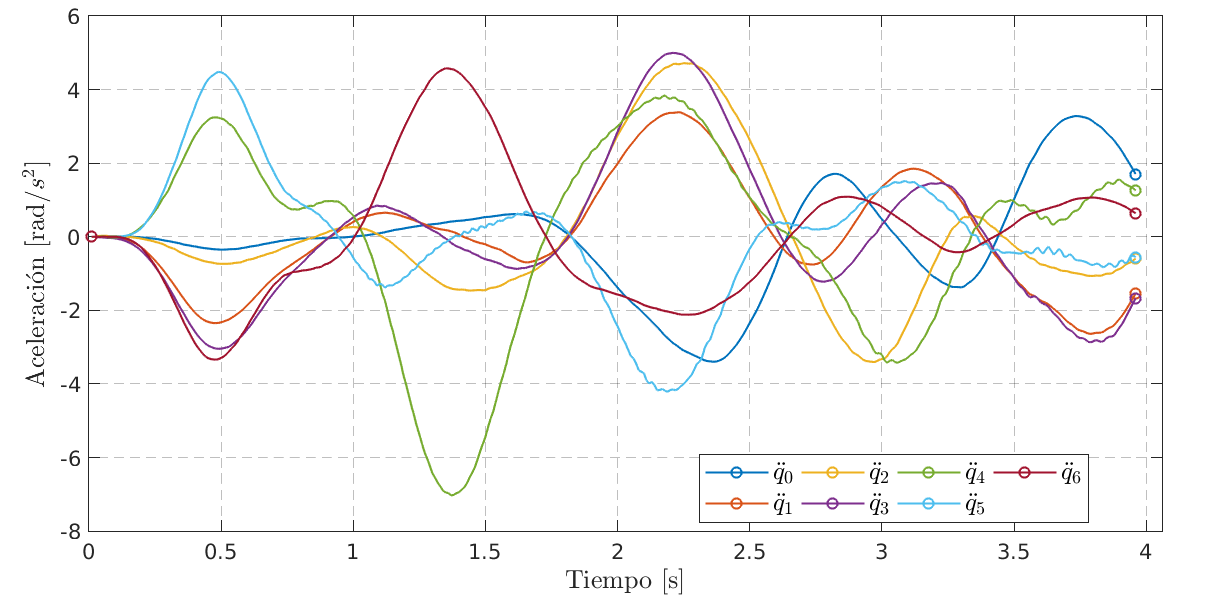 6
4
2
0
-2
-4
-6
-8
Aceleración [rad/s²]
0 0.5 1 1.5 2 2.5 3 3.5 4
Tiempo [s]
q̈₀ q̈₂ q̈₄ q̈₆
q̈₁ q̈₃ q̈₅